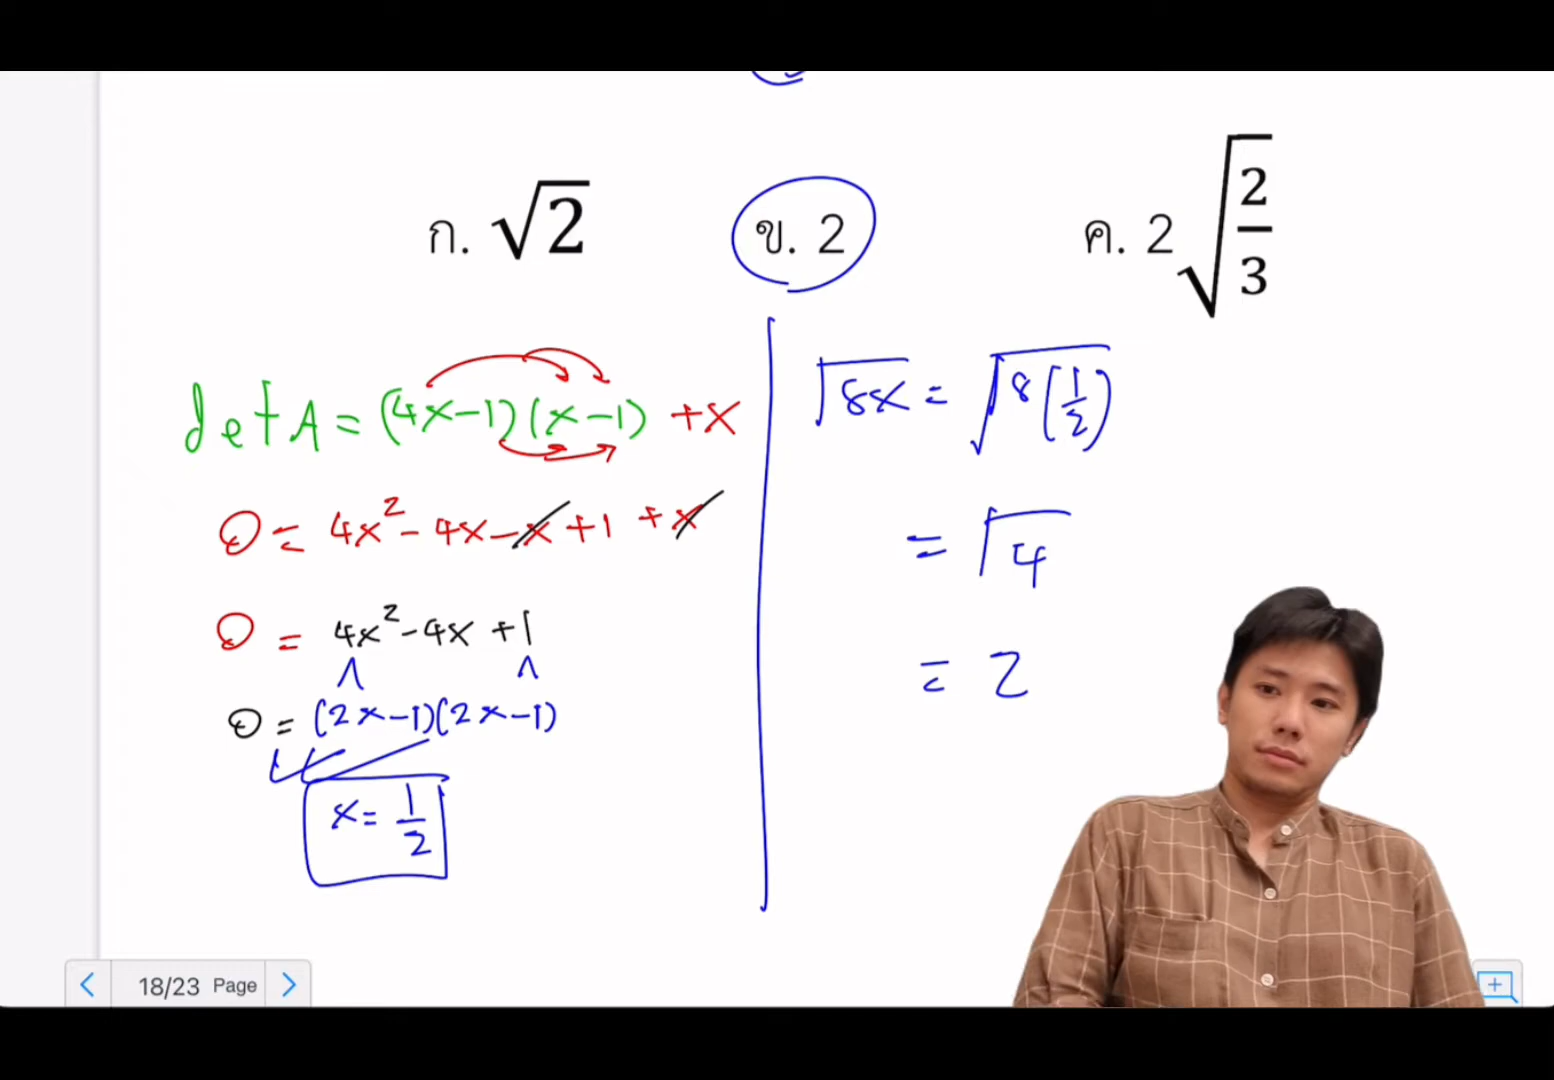 ก. √2 ข. 2 ค. 2√(2/3)
det A = (4x-1)(x-1) +x
0 = 4x² - 4x - x + 1 + x
0 = 4x² - 4x + 1
0 = (2x-1)(2x-1)
x = 1/2
√8x = √8(1/2)
= √4
= 2
18/23 Page